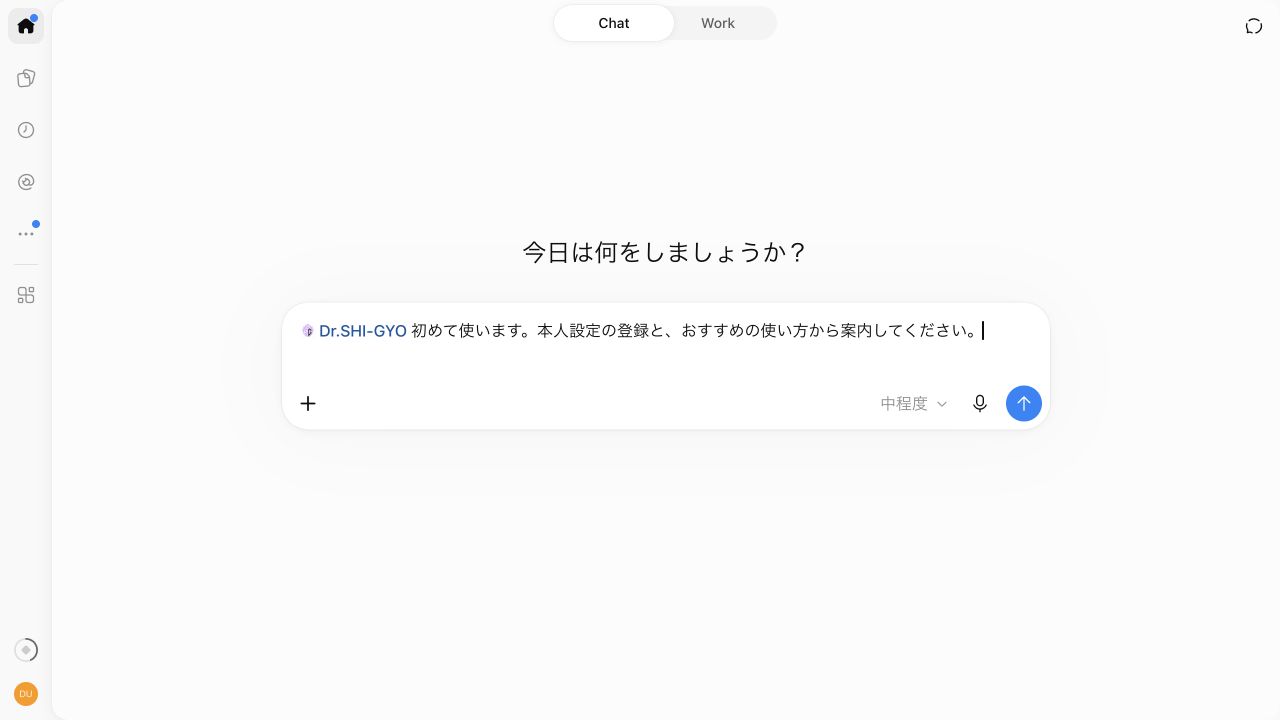 Chat
Work
今日は何をしましょうか？
Dr.SHI-GYO 初めて使います。本人設定の登録と、おすすめの使い方から案内してください。
中程度
DU